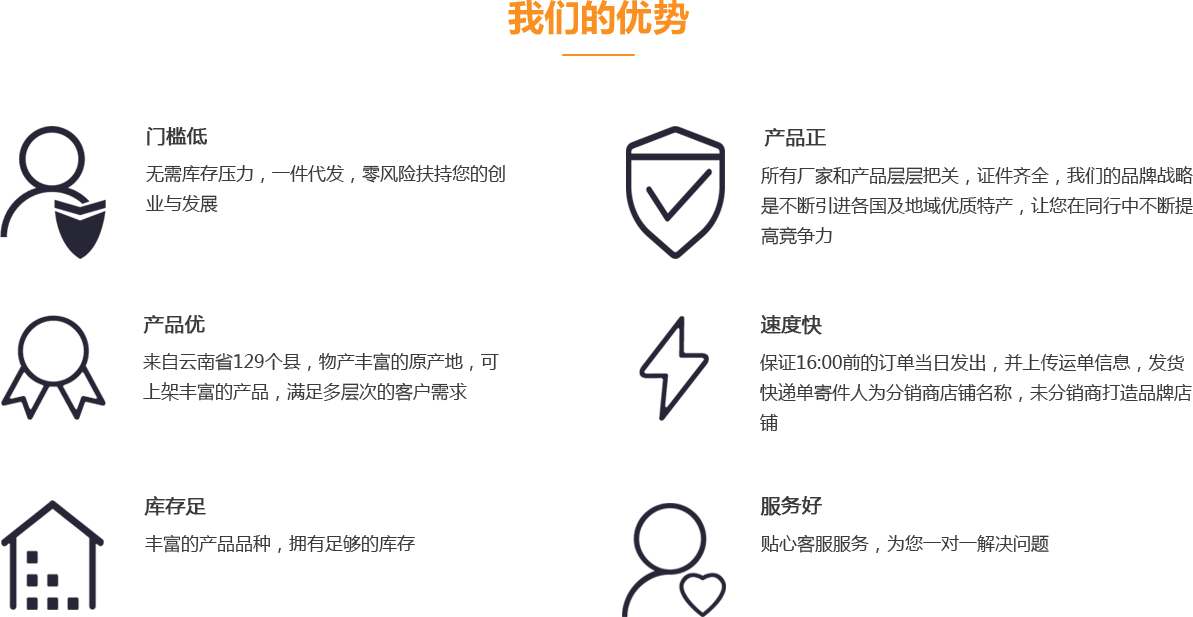 我们的优势
门槛低
无需库存压力，一件代发，零风险扶持您的创
业与发展
产品正
所有厂家和产品层层把关，证件齐全，我们的品牌战略
是不断引进各国及地域优质特产，让您在同行中不断提
高竞争力
产品优
来自云南省129个县，物产丰富的原产地，可
上架丰富的产品，满足多层次的客户需求
速度快
保证16:00前的订单当日发出，并上传运单信息，发货
快递单寄件人为分销商店铺名称，未分销商打造品牌店
铺
库存足
丰富的产品品种，拥有足够的库存
服务好
贴心客服服务，为您一对一解决问题